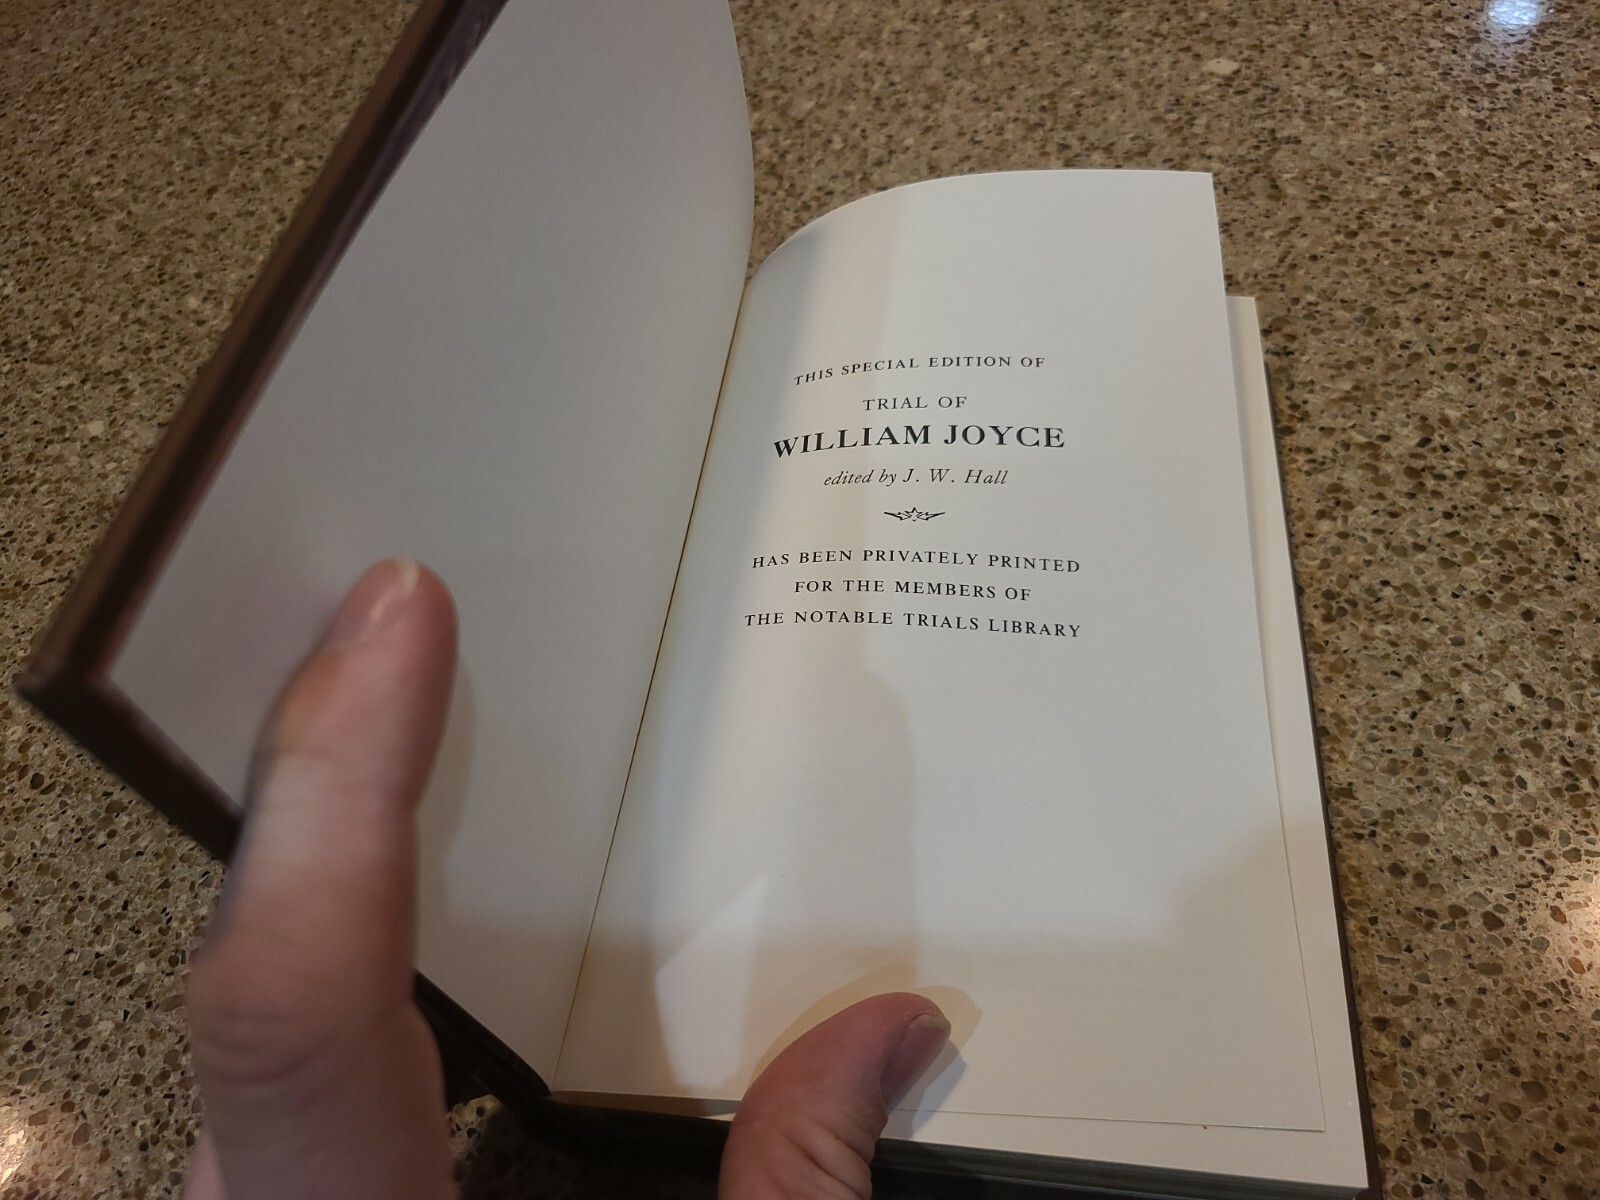 THIS SPECIAL EDITION OF
TRIAL OF
WILLIAM JOYCE
edited by J. W. Hall
HAS BEEN PRIVATELY PRINTED
FOR THE MEMBERS OF
THE NOTABLE TRIALS LIBRARY